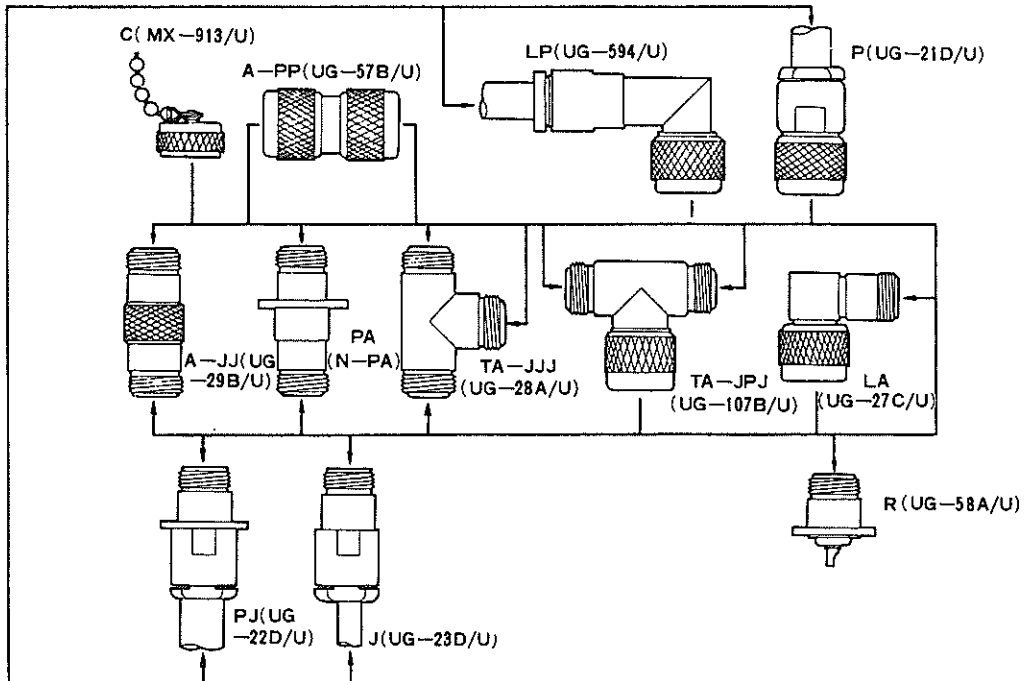 C(MX-913/U)
A-PP(UG-57B/U)
LP(UG-594/U)
P(UG-21D/U)
A-JJ(UG
-29B/U)
PA
(N-PA)
TA-JJJ
(UG-28A/U)
TA-JPJ
(UG-107B/U)
LA
(UG-27C/U)
PJ(UG
-22D/U)
J(UG-23D/U)
R(UG-58A/U)